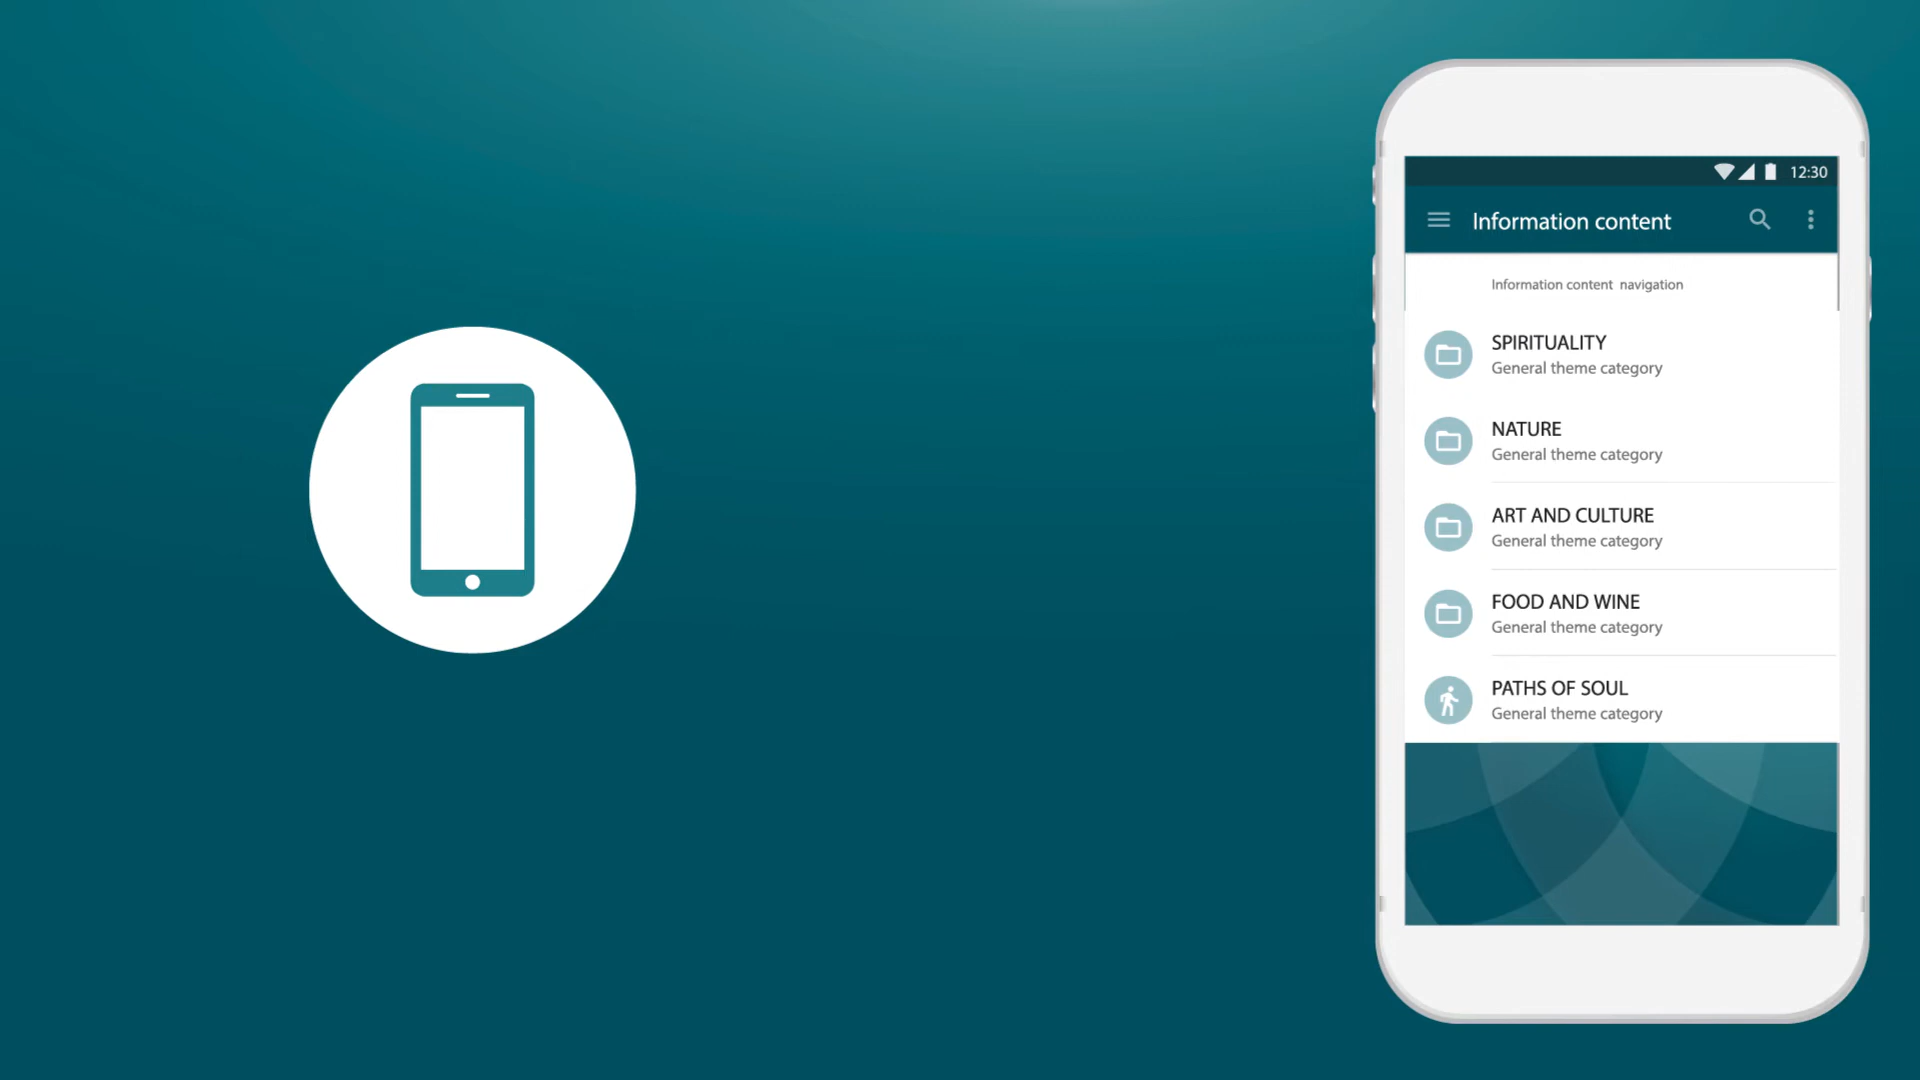 12:30
Information content
Information content navigation
SPIRITUALITY
General theme category
NATURE
General theme category
ART AND CULTURE
General theme category
FOOD AND WINE
General theme category
PATHS OF SOUL
General theme category